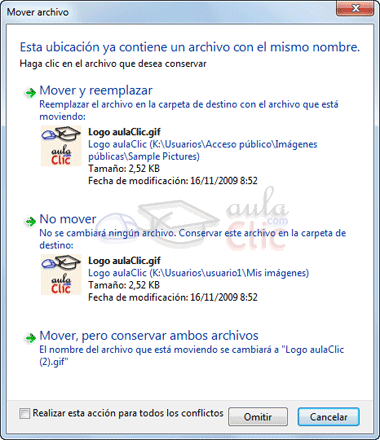 Mover archivo
Esta ubicación ya contiene un archivo con el mismo nombre.
Haga clic en el archivo que desea conservar
Mover y reemplazar
Reemplazar el archivo en la carpeta de destino con el archivo que está
moviendo:
aula
Clic
Logo aulaClic.gif
Logo aulaClic (K:\Usuarios\Acceso público\Imágenes
públicas\Sample Pictures)
Tamaño: 2,52 KB
Fecha de modificación: 16/11/2009 8:52
aula
.com
Clic
No mover
No se cambiará ningún archivo. Conservar este archivo en la carpeta de
destino:
aula
Clic
Logo aulaClic.gif
Logo aulaClic (K:\Usuarios\usuario1\Mis imágenes)
Tamaño: 2,52 KB
Fecha de modificación: 16/11/2009 8:52
Mover, pero conservar ambos archivos
El nombre del archivo que está moviendo se cambiará a "Logo aulaClic
(2).gif"
Realizar esta acción para todos los conflictos
Omitir
Cancelar